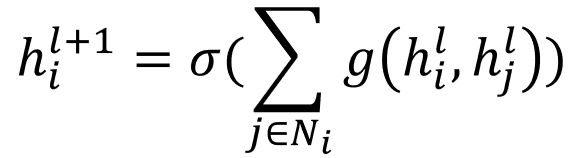 h_i^{l+1} = σ(∑_{j∈N_i} g(h_i^l, h_j^l))